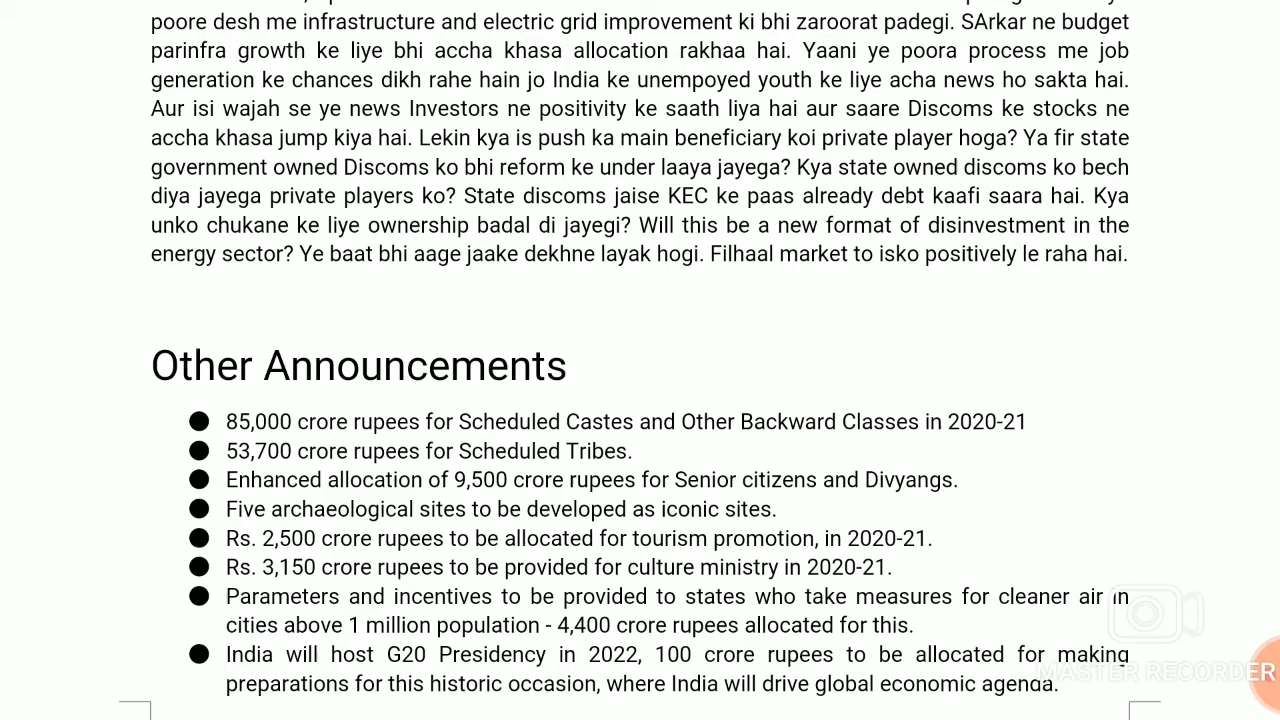 poore desh me infrastructure and electric grid improvement ki bhi zaroorat padegi. SArkar ne budget
parinfra growth ke liye bhi accha khasa allocation rakhaa hai. Yaani ye poora process me job
generation ke chances dikh rahe hain jo India ke unempoyed youth ke liye acha news ho sakta hai.
Aur isi wajah se ye news Investors ne positivity ke saath liya hai aur saare Discoms ke stocks ne
accha khasa jump kiya hai. Lekin kya is push ka main beneficiary koi private player hoga? Ya fir state
government owned Discoms ko bhi reform ke under laaya jayega? Kya state owned discoms ko bech
diya jayega private players ko? State discoms jaise KEC ke paas already debt kaafi saara hai. Kya
unko chukane ke liye ownership badal di jayegi? Will this be a new format of disinvestment in the
energy sector? Ye baat bhi aage jaake dekhne layak hogi. Filhaal market to isko positively le raha hai.
Other Announcements
● 85,000 crore rupees for Scheduled Castes and Other Backward Classes in 2020-21
● 53,700 crore rupees for Scheduled Tribes.
● Enhanced allocation of 9,500 crore rupees for Senior citizens and Divyangs.
● Five archaeological sites to be developed as iconic sites.
● Rs. 2,500 crore rupees to be allocated for tourism promotion, in 2020-21.
● Rs. 3,150 crore rupees to be provided for culture ministry in 2020-21.
● Parameters and incentives to be provided to states who take measures for cleaner air in
cities above 1 million population - 4,400 crore rupees allocated for this.
● India will host G20 Presidency in 2022, 100 crore rupees to be allocated for making
preparations for this historic occasion, where India will drive global economic agenda.
MASTER RECORDER